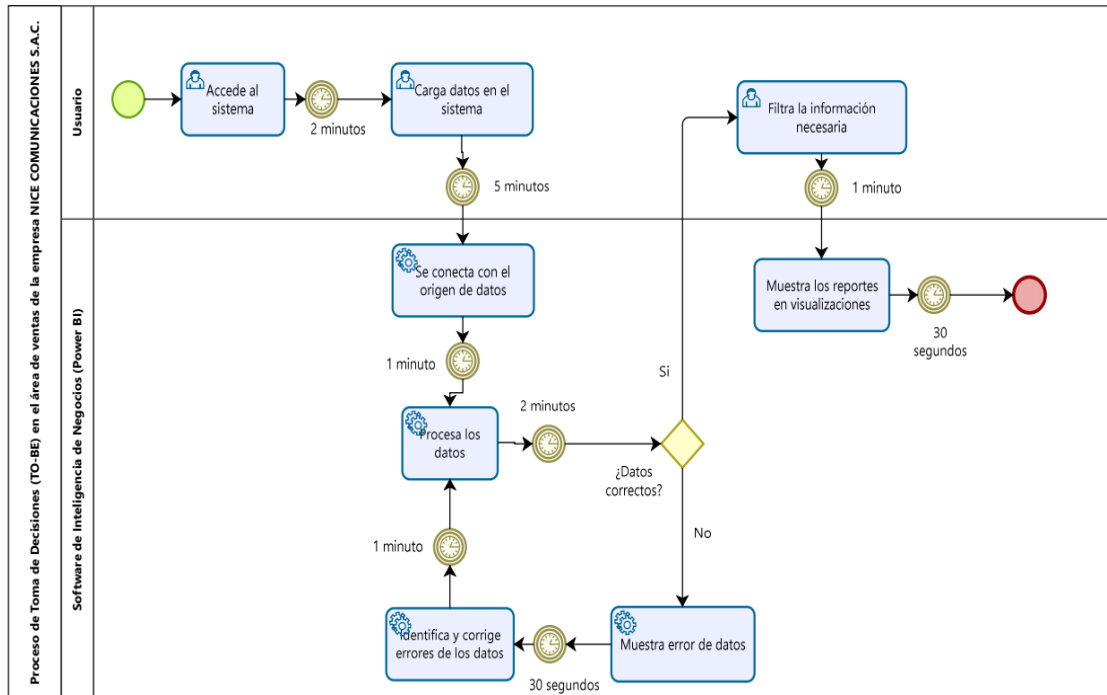 Proceso de Toma de Decisiones (TO-BE) en el área de ventas de la empresa NICE COMUNICACIONES S.A.C.
Usuario
Accede al
sistema
2 minutos
Carga datos en el
sistema
5 minutos
Filtra la información
necesaria
1 minuto
Software de Inteligencia de Negocios (Power BI)
Se conecta con el
origen de datos
1 minuto
Procesa los
datos
2 minutos
¿Datos
correctos?
Si
No
Muestra los reportes
en visualizaciones
30
segundos
Muestra error de datos
30 segundos
Identifica y corrige
errores de los datos
1 minuto